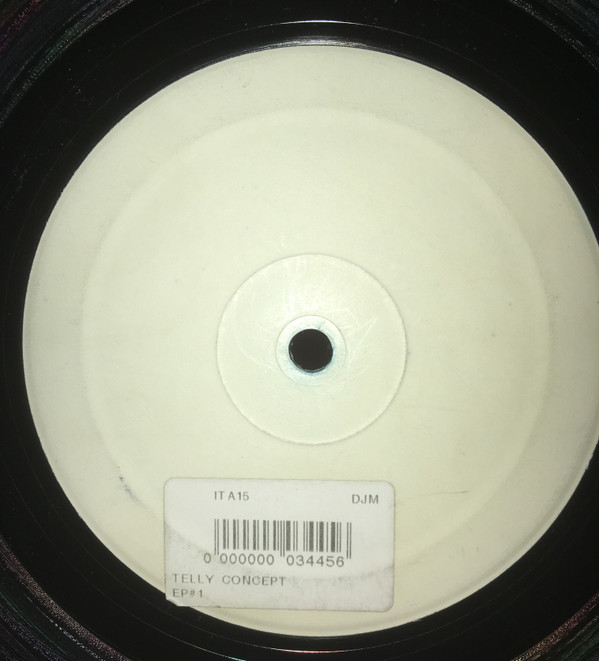 IT A15 DJM
0 000000 034456
TELLY CONCEPT
EP#1